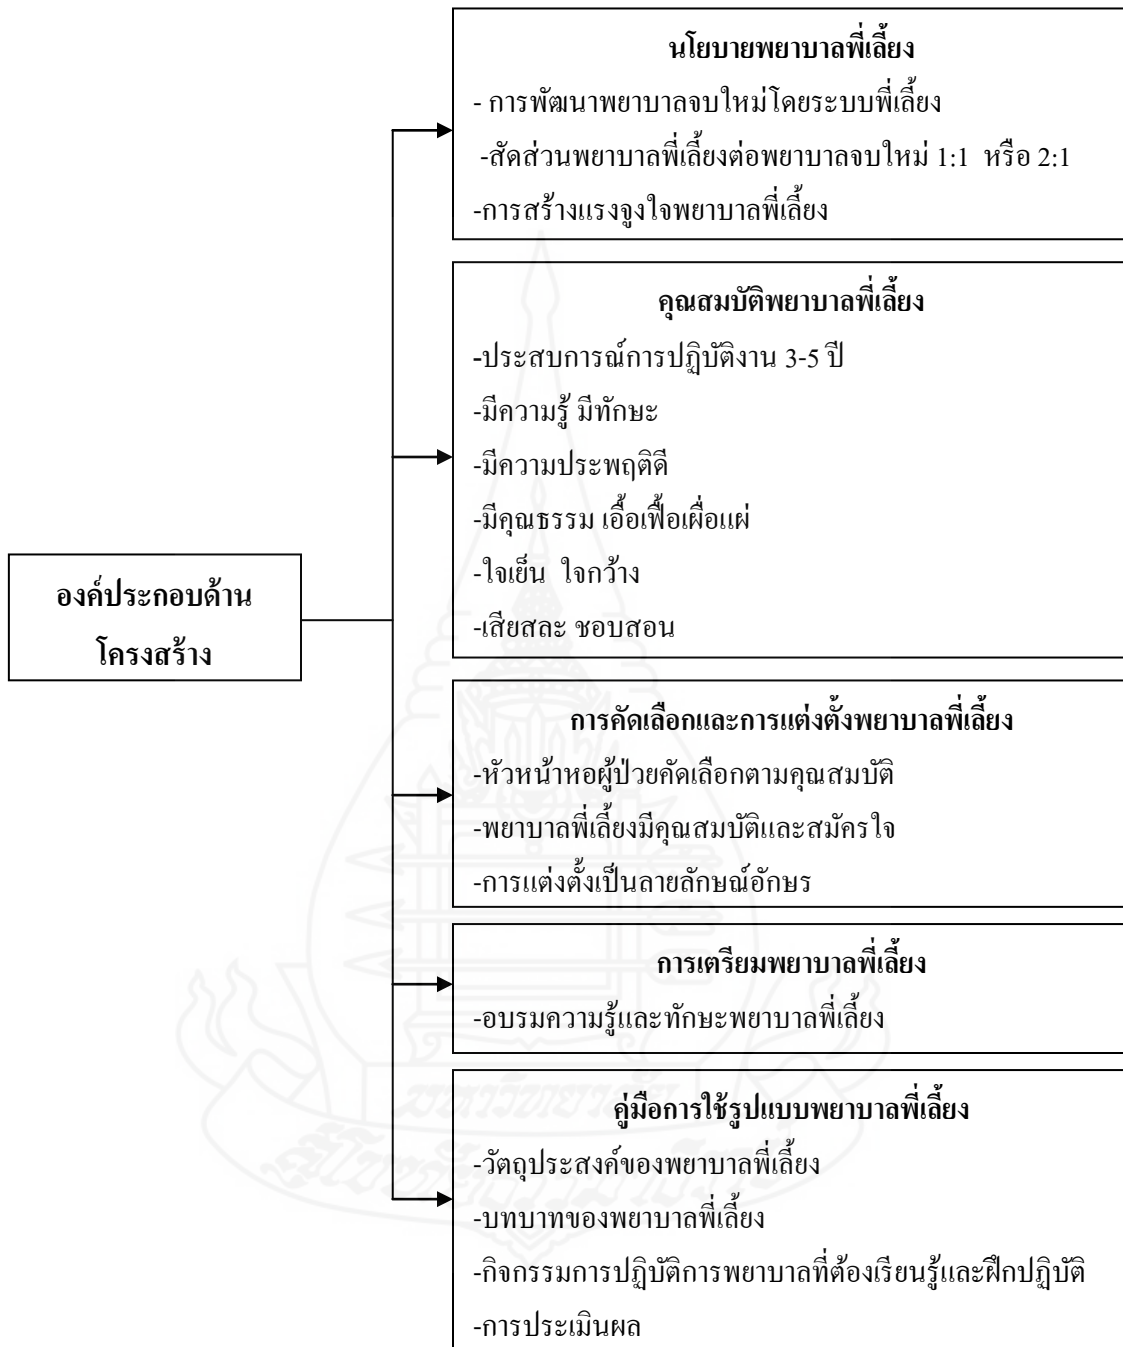 นโยบายพยาบาลพี่เลี้ยง
- การพัฒนาพยาบาลจบใหม่โดยระบบพี่เลี้ยง
-สัดส่วนพยาบาลพี่เลี้ยงต่อพยาบาลจบใหม่ 1:1 หรือ 2:1
-การสร้างแรงจูงใจพยาบาลพี่เลี้ยง
คุณสมบัติพยาบาลพี่เลี้ยง
-ประสบการณ์การปฏิบัติงาน 3-5 ปี
-มีความรู้ มีทักษะ
-มีความประพฤติดี
-มีคุณธรรม เอื้อเฟื้อเผื่อแผ่
-ใจเย็น ใจกว้าง
-เสียสละ ชอบสอน
องค์ประกอบด้าน
โครงสร้าง
การคัดเลือกและการแต่งตั้งพยาบาลพี่เลี้ยง
-หัวหน้าหอผู้ป่วยคัดเลือกตามคุณสมบัติ
-พยาบาลพี่เลี้ยงมีคุณสมบัติและสมัครใจ
-การแต่งตั้งเป็นลายลักษณ์อักษร
การเตรียมพยาบาลพี่เลี้ยง
-อบรมความรู้และทักษะพยาบาลพี่เลี้ยง
คู่มือการใช้รูปแบบพยาบาลพี่เลี้ยง
-วัตถุประสงค์ของพยาบาลพี่เลี้ยง
-บทบาทของพยาบาลพี่เลี้ยง
-กิจกรรมการปฏิบัติการพยาบาลที่ต้องเรียนรู้และฝึกปฏิบัติ
-การประเมินผล